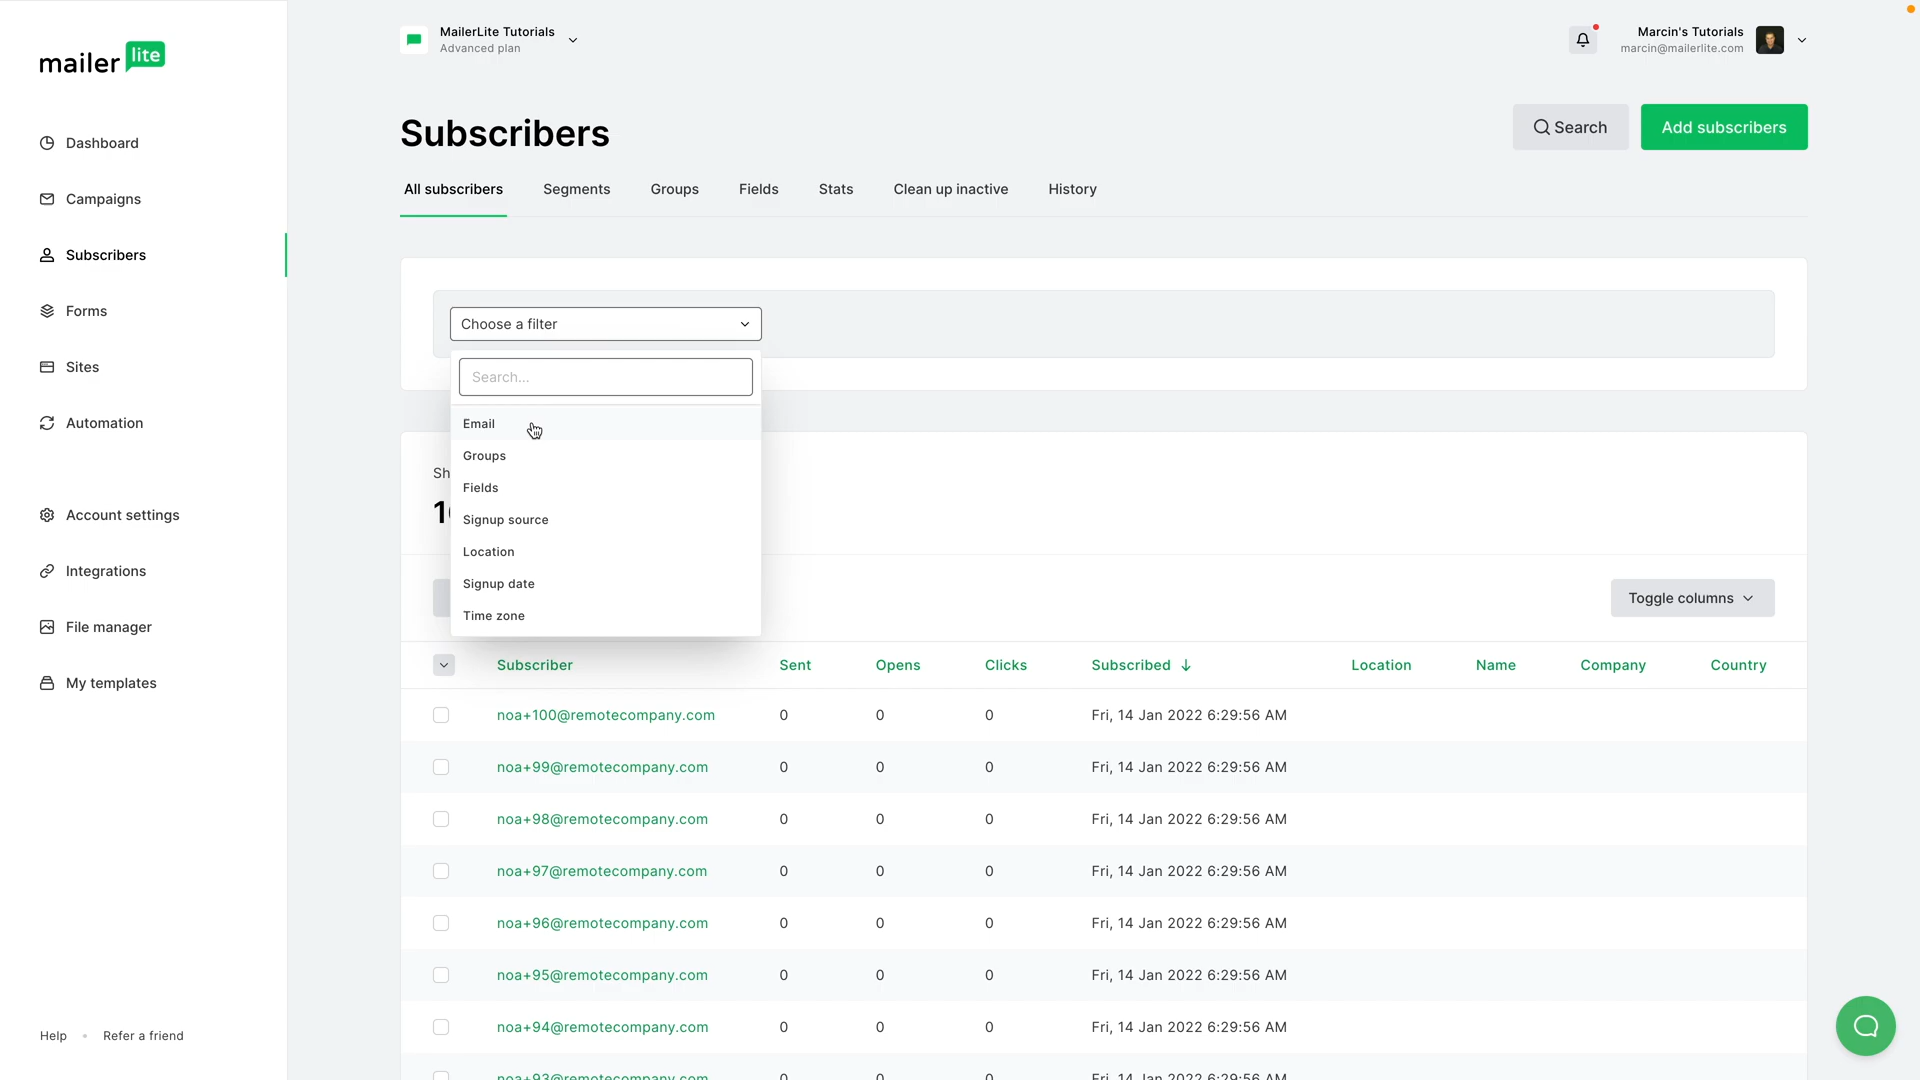 mailer lite
MailerLite Tutorials
Advanced plan
Marcin's Tutorials
marcin@mailerlite.com
Dashboard
Campaigns
Subscribers
Forms
Sites
Automation
Account settings
Integrations
File manager
My templates
Help • Refer a friend
Subscribers
Search
Add subscribers
All subscribers Segments Groups Fields Stats Clean up inactive History
Choose a filter
Search...
Email
Groups
Fields
Signup source
Location
Signup date
Time zone
Toggle columns
Subscriber Sent Opens Clicks Subscribed ↓ Location Name Company Country
noa+100@remotecompany.com 0 0 0 Fri, 14 Jan 2022 6:29:56 AM
noa+99@remotecompany.com 0 0 0 Fri, 14 Jan 2022 6:29:56 AM
noa+98@remotecompany.com 0 0 0 Fri, 14 Jan 2022 6:29:56 AM
noa+97@remotecompany.com 0 0 0 Fri, 14 Jan 2022 6:29:56 AM
noa+96@remotecompany.com 0 0 0 Fri, 14 Jan 2022 6:29:56 AM
noa+95@remotecompany.com 0 0 0 Fri, 14 Jan 2022 6:29:56 AM
noa+94@remotecompany.com 0 0 0 Fri, 14 Jan 2022 6:29:56 AM
noa+93@remotecompany.com 0 0 0 Fri, 14 Jan 2022 6:29:56 AM